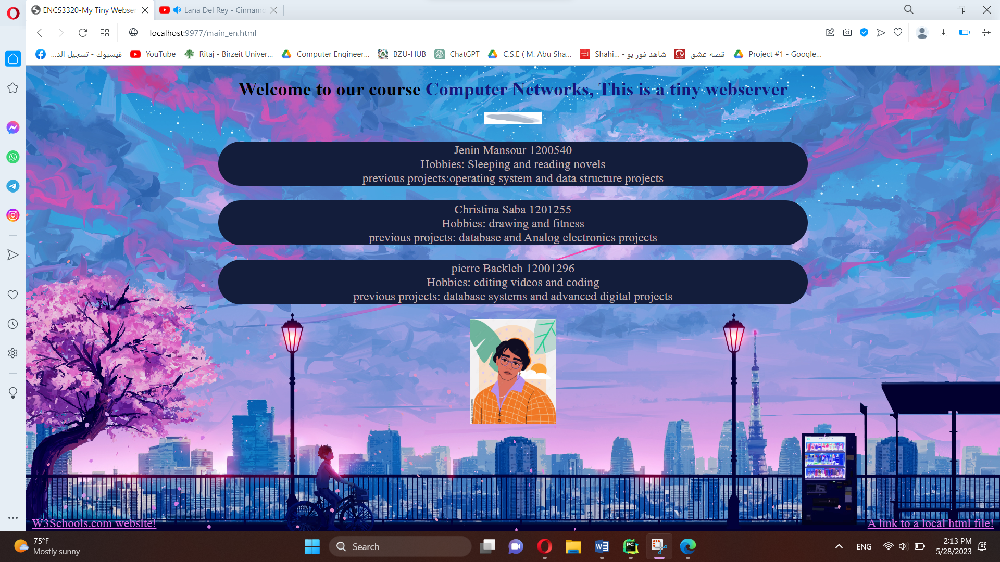 ENCS3320-My Tiny Webser
Lana Del Rey - Cinnamo
localhost:9977/main_en.html
فيسبوك - تسجيل الد...
YouTube
Ritaj - Birzeit Univer...
Computer Engineer...
BZU-HUB
ChatGPT
C.S.E ( M. Abu Sha...
Shahi... - شاهد فور يو
قصة عشق
Project #1 - Google...
Welcome to our course Computer Networks, This is a tiny webserver
Jenin Mansour 1200540
Hobbies: Sleeping and reading novels
previous projects:operating system and data structure projects
Christina Saba 1201255
Hobbies: drawing and fitness
previous projects: database and Analog electronics projects
pierre Backleh 12001296
Hobbies: editing videos and coding
previous projects: database systems and advanced digital projects
W3Schools.com website!
A link to a local html file!
75°F
Mostly sunny
Search
ENG
2:13 PM
5/28/2023